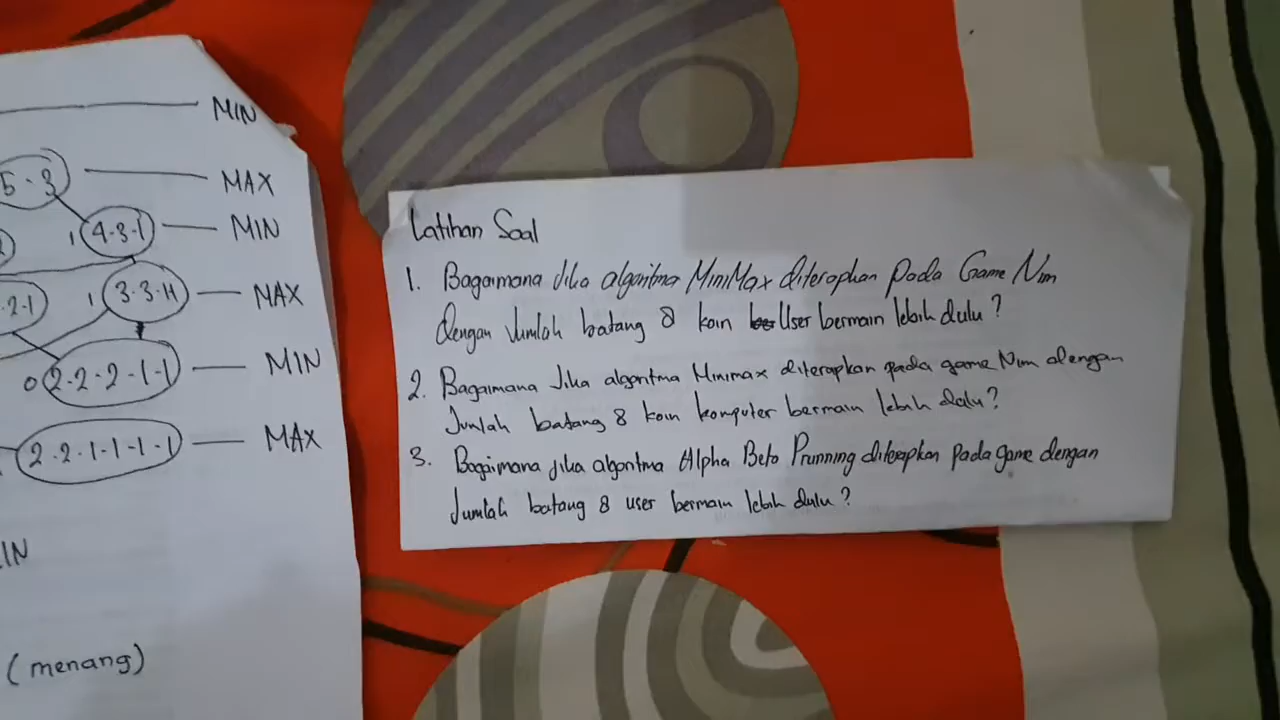 MIN
5-3 MAX
1 4-3-1 MIN
2-1 1 3-3-1-1 MAX
0 2-2-2-1-1 MIN
2-2-1-1-1-1 MAX
IN
(menang)
Latihan Soal
1. Bagaimana Jika algoritma MiniMax diterapkan pada Game Nim
dengan Jumlah batang 8 koin User bermain lebih dulu?
2. Bagaimana Jika algoritma Minimax diterapkan pada game Nim dengan
Jumlah batang 8 koin komputer bermain lebih dulu?
3. Bagaimana jika algoritma Alpha Beta Prunning diterapkan pada game dengan
Jumlah batang 8 user bermain lebih dulu?